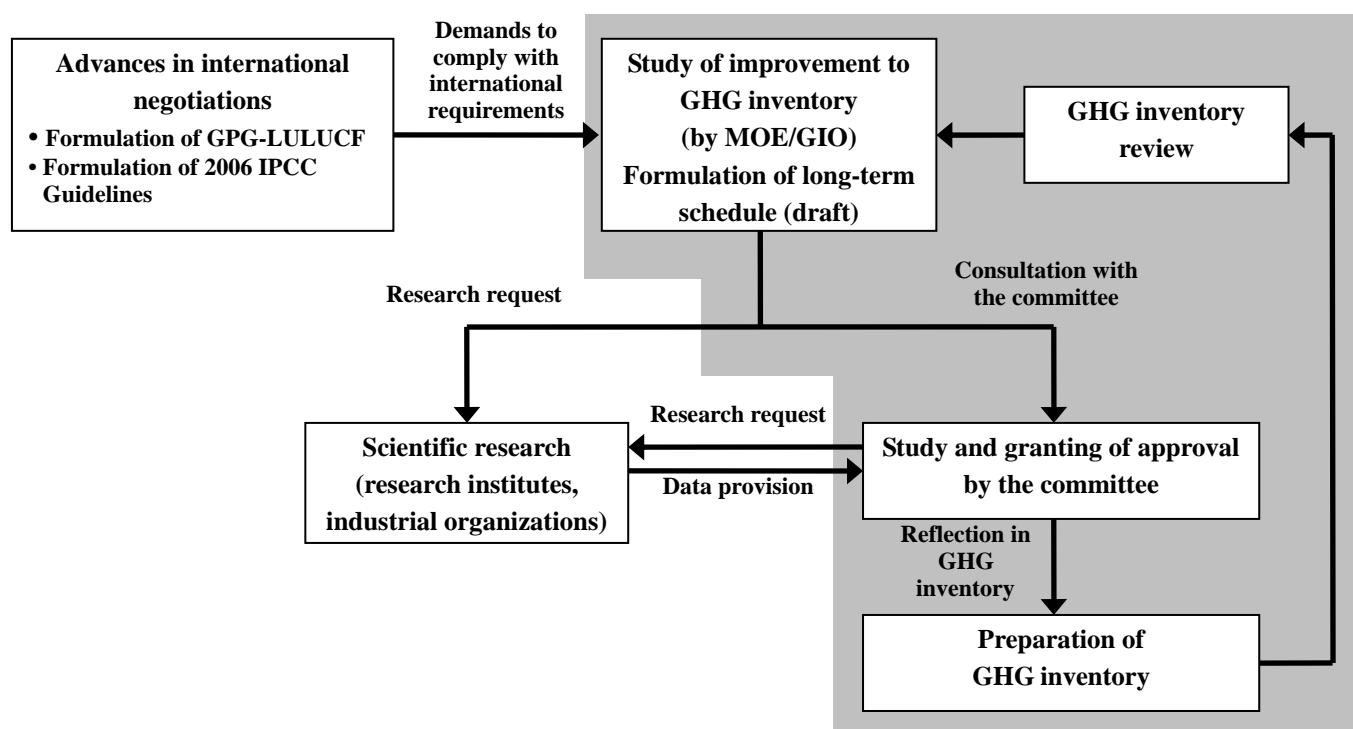 Advances in international
negotiations
• Formulation of GPG-LULUCF
• Formulation of 2006 IPCC
Guidelines
Demands to
comply with
international
requirements
Study of improvement to
GHG inventory
(by MOE/GIO)
Formulation of long-term
schedule (draft)
GHG inventory
review
Research request
Consultation with
the committee
Scientific research
(research institutes,
industrial organizations)
Research request
Data provision
Study and granting of approval
by the committee
Reflection in
GHG
inventory
Preparation of
GHG inventory